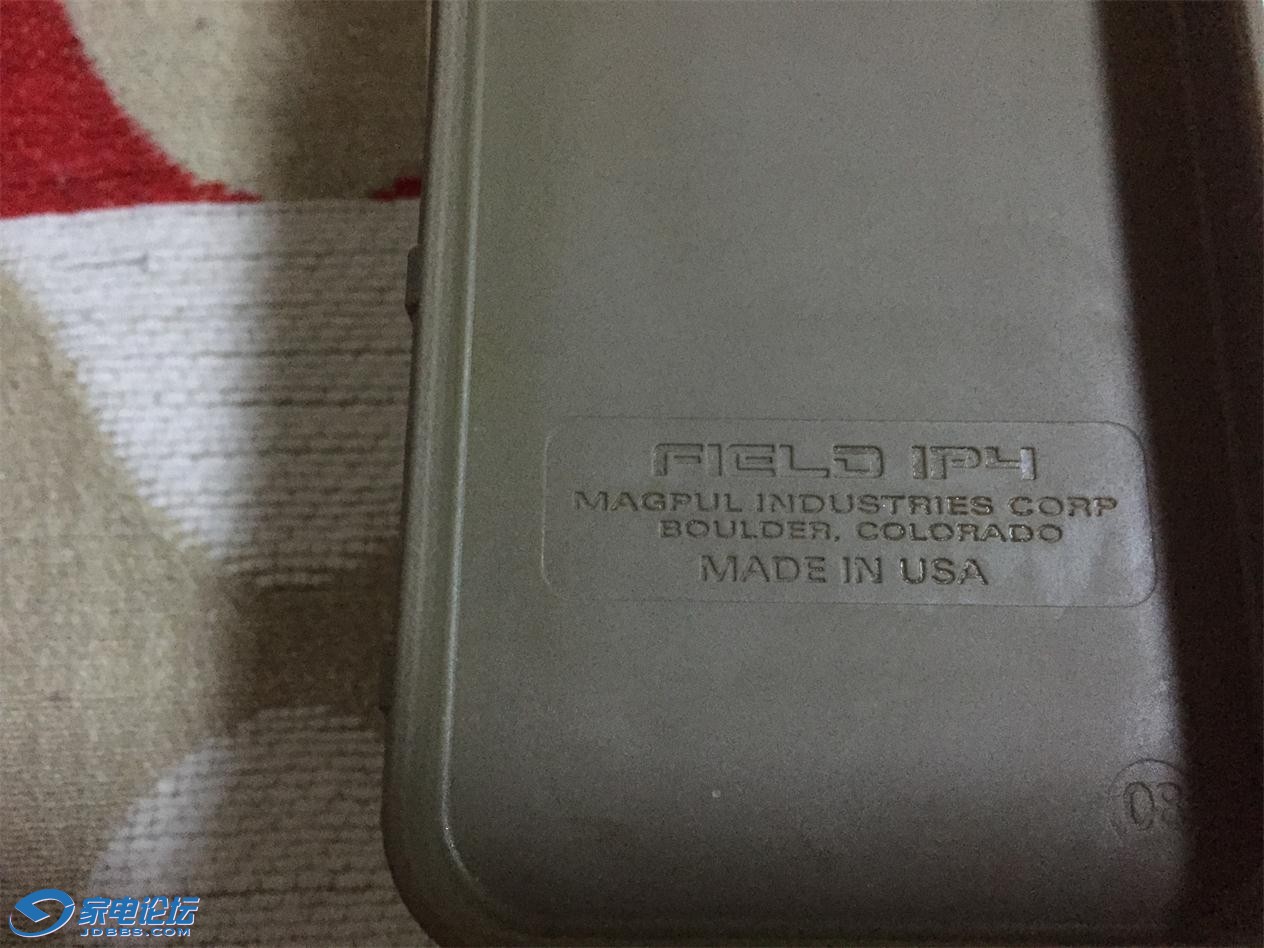 FIELD IP4
MAGPUL INDUSTRIES CORP
BOULDER, COLORADO
MADE IN USA
08
家电论坛
JDBBS.COM